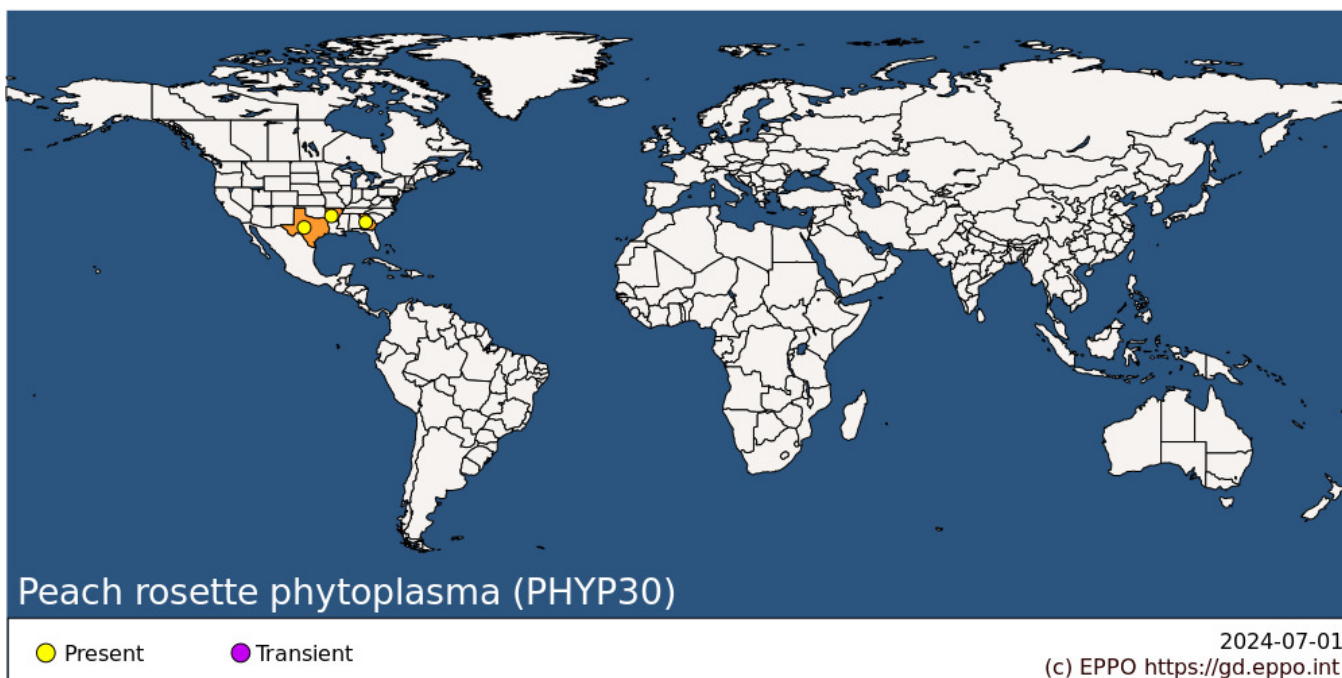 Peach rosette phytoplasma (PHYP30)
Present
Transient
2024-07-01
(c) EPPO https://gd.eppo.int